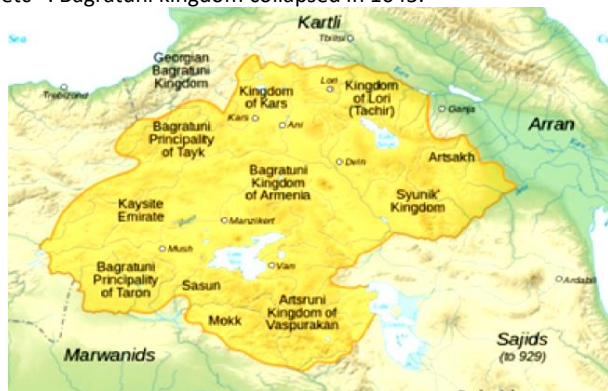 Bagratuni kingdom collapsed in 1045.
Kartli
Tbilisi
Georgian
Bagratuni
Kingdom
Trebizond
Kingdom
of Kars
Lori
Kingdom
of Lori
(Tachir)
Kars
Ani
Ganja
Arran
Bagratuni
Principality
of Tayk
Dvin
Artsakh
Bagratuni
Kingdom
of Armenia
Syunik'
Kingdom
Kaysite
Emirate
Manzikert
Mush
Van
Bagratuni
Principality
of Taron
Sasun
Mokk
Artsruni
Kingdom of
Vaspurakan
Ardabil
Sajids
(to 929)
Marwanids